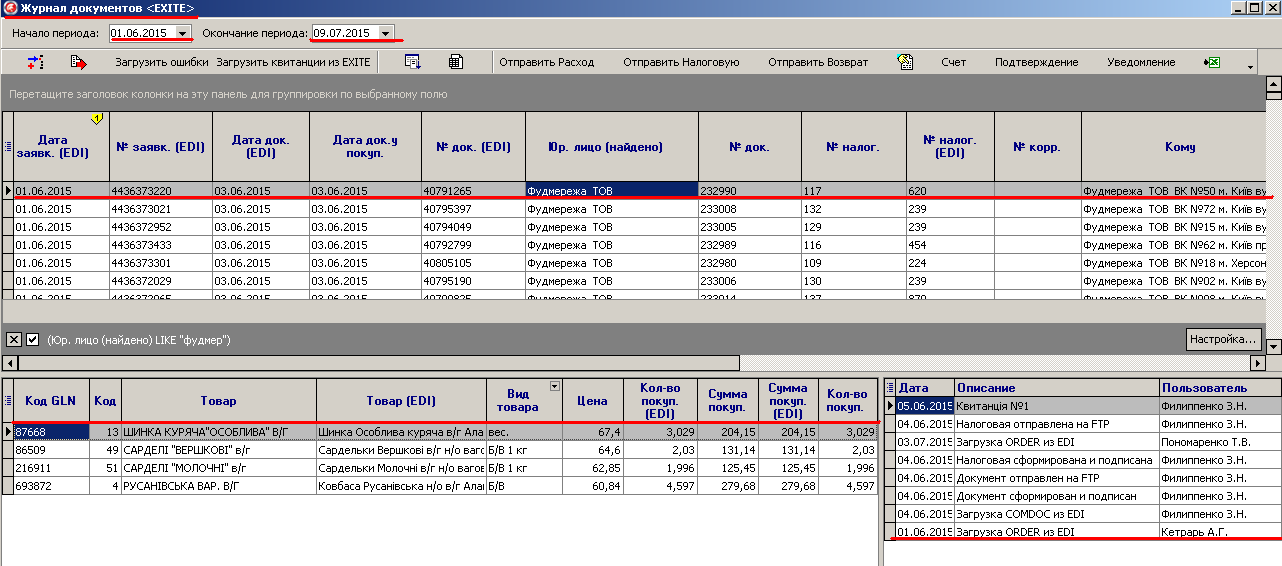 Журнал документов <EXITE>
Начало периода: 01.06.2015 Окончание периода: 09.07.2015
Загрузить ошибки Загрузить квитанции из EXITE Отправить Расход Отправить Налоговую Отправить Возврат Счет Подтверждение Уведомление
Перетащите заголовок колонки на эту панель для группировки по выбранному полю
1
Дата заявк. (EDI) № заявк. (EDI) Дата док. (EDI) Дата док.у покуп. № док. (EDI) Юр. лицо (найдено) № док. № налог. № налог. (EDI) № корр. Кому
01.06.2015 4436373220 03.06.2015 03.06.2015 40791265 Фудмережа ТОВ 232990 117 620 Фудмережа ТОВ ВК №50 м. Київ ву
01.06.2015 4436373021 03.06.2015 03.06.2015 40795397 Фудмережа ТОВ 233008 132 239 Фудмережа ТОВ ВК №72 м. Київ ву
01.06.2015 4436372952 03.06.2015 03.06.2015 40794049 Фудмережа ТОВ 233005 129 239 Фудмережа ТОВ ВК №15 м. Київ ву
01.06.2015 4436373433 03.06.2015 03.06.2015 40792799 Фудмережа ТОВ 232989 116 454 Фудмережа ТОВ ВК №62 м. Київ пр
01.06.2015 4436373301 03.06.2015 03.06.2015 40805105 Фудмережа ТОВ 232980 109 224 Фудмережа ТОВ ВК №18 м. Херсон
01.06.2015 4436372029 03.06.2015 03.06.2015 40795190 Фудмережа ТОВ 233006 130 239 Фудмережа ТОВ ВК №02 м. Київ ву
(Юр. лицо (найдено) LIKE "фудмер") Настройка...
Код GLN Код Товар Товар (EDI) Вид товара Цена Кол-во покуп. (EDI) Сумма покуп. Сумма покуп. (EDI) Кол-во покуп.
87668 13 ШИНКА КУРЯЧА"ОСОБЛИВА" В/Г Шинка Особлива куряча в/г Ала вес. 67,4 3,029 204,15 204,15 3,029
86509 49 САРДЕЛІ "ВЕРШКОВІ" в/г Сардельки Вершкові в/г н/о ваго Б/В 1 кг 64,6 2,03 131,14 131,14 2,03
216911 51 САРДЕЛІ "МОЛОЧНІ" в/г Сардельки Молочні в/г н/о вагов Б/В 1 кг 62,85 1,996 125,45 125,45 1,996
693872 4 РУСАНІВСЬКА ВАР. В/Г Ковбаса Русанівська н/о в/г Ала Б/В 60,84 4,597 279,68 279,68 4,597
Дата Описание Пользователь
05.06.2015 Квитанція №1 Филиппенко З.Н.
04.06.2015 Налоговая отправлена на FTP Филиппенко З.Н.
03.07.2015 Загрузка ORDER из EDI Пономаренко Т.В.
04.06.2015 Налоговая сформирована и подписана Филиппенко З.Н.
04.06.2015 Документ отправлен на FTP Филиппенко З.Н.
04.06.2015 Документ сформирован и подписан Филиппенко З.Н.
04.06.2015 Загрузка COMDOC из EDI Филиппенко З.Н.
01.06.2015 Загрузка ORDER из EDI Кетрарь А.Г.